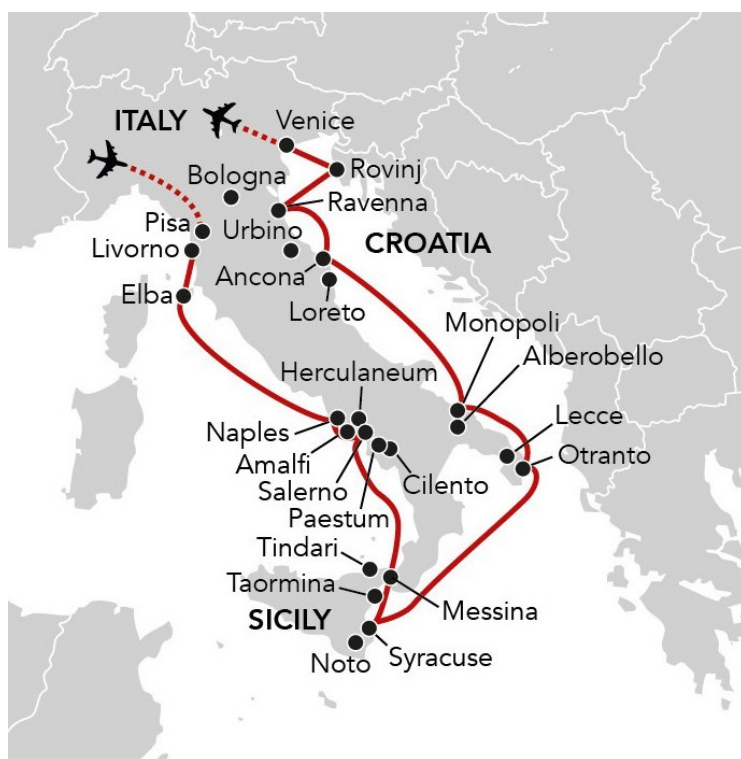 ITALY
Venice
Bologna
Rovinj
Ravenna
Pisa
Urbino
Livorno
CROATIA
Ancona
Elba
Loreto
Monopoli
Alberobello
Herculaneum
Naples
Lecce
Amalfi
Otranto
Salerno
Cilento
Paestum
Tindari
Taormina
Messina
SICILY
Syracuse
Noto